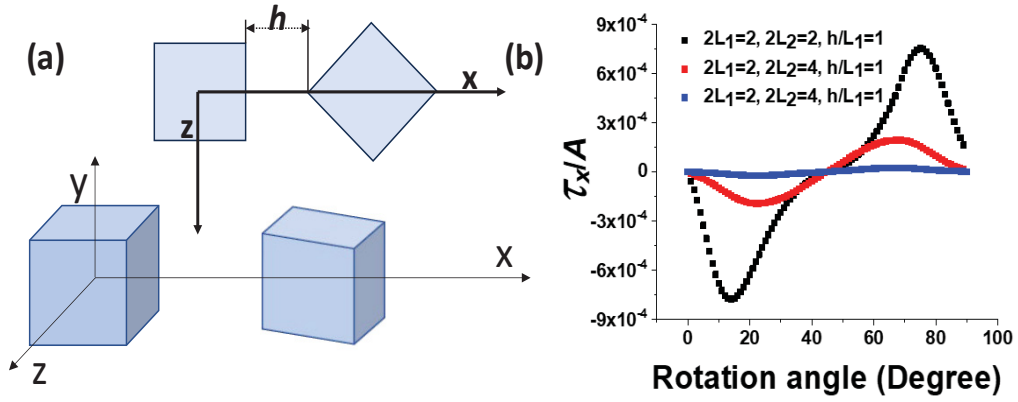 (a)
h
x
z
y
X
Z
(b)
2L₁=2, 2L₂=2, h/L₁=1
2L₁=2, 2L₂=4, h/L₁=1
2L₁=2, 2L₂=4, h/L₁=1
τₓ/A
9x10⁻⁴
6x10⁻⁴
3x10⁻⁴
0
-3x10⁻⁴
-6x10⁻⁴
-9x10⁻⁴
0 20 40 60 80 100
Rotation angle (Degree)